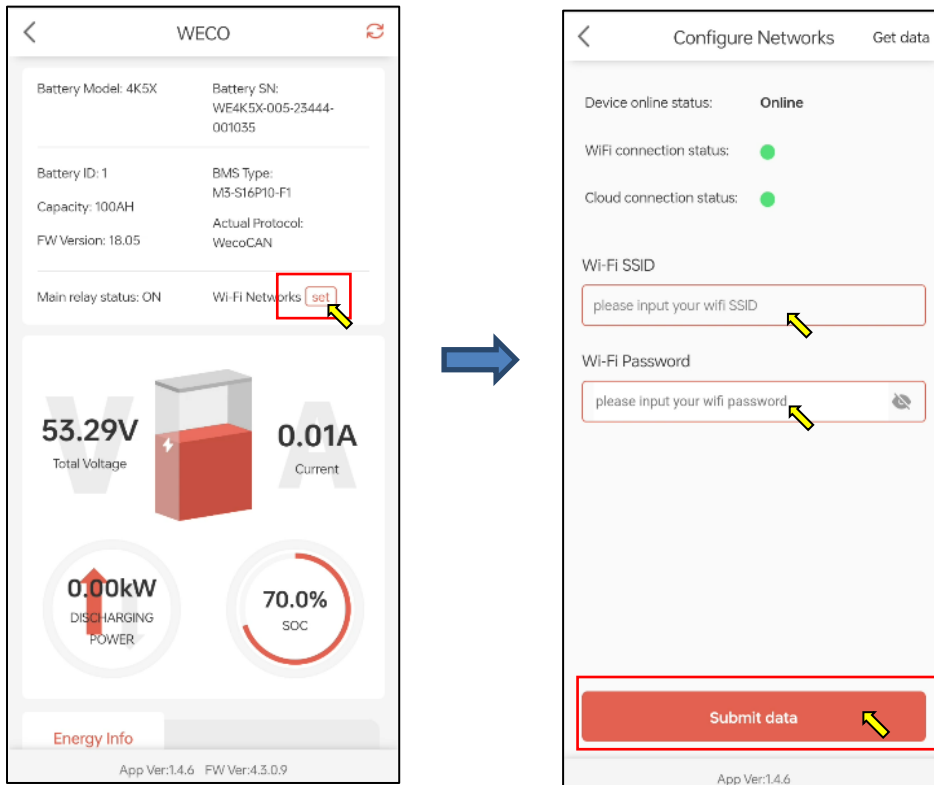 WECO
Battery Model: 4K5X
Battery SN:
WE4K5X-005-23444-
001035
Battery ID: 1
Capacity: 100AH
FW Version: 18.05
BMS Type:
M3-S16P10-F1
Actual Protocol:
WecoCAN
Main relay status: ON
Wi-Fi Networks set
V
53.29V
Total Voltage
A
0.01A
Current
0.00kW
DISCHARGING
POWER
70.0%
SOC
Energy Info
App Ver:1.4.6 FW Ver:4.3.0.9
Configure Networks
Get data
Device online status: Online
WiFi connection status:
Cloud connection status:
Wi-Fi SSID
please input your wifi SSID
Wi-Fi Password
please input your wifi password
Submit data
App Ver:1.4.6